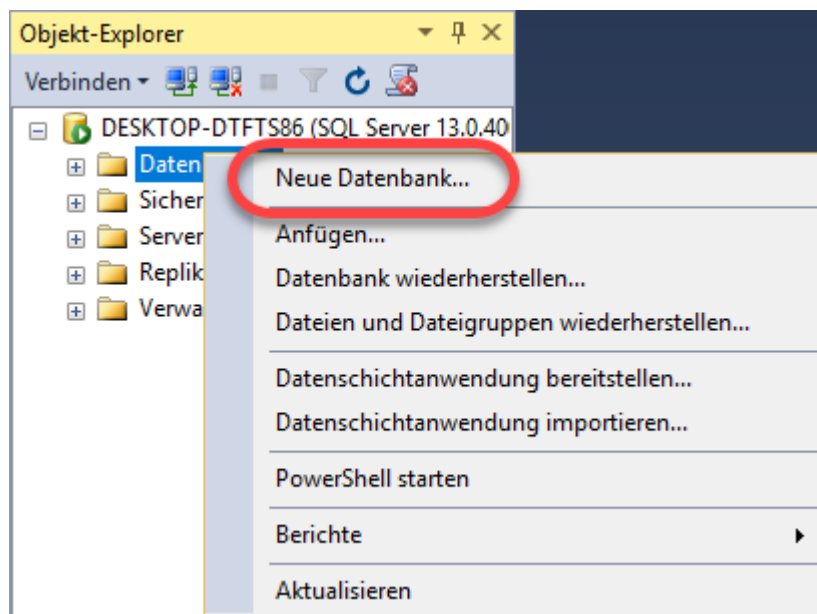 Objekt-Explorer
Verbinden
DESKTOP-DTFTS86 (SQL Server 13.0.40
Daten
Sicher
Server
Replik
Verwa
Neue Datenbank...
Anfügen...
Datenbank wiederherstellen...
Dateien und Dateigruppen wiederherstellen...
Datenschichtanwendung bereitstellen...
Datenschichtanwendung importieren...
PowerShell starten
Berichte
Aktualisieren